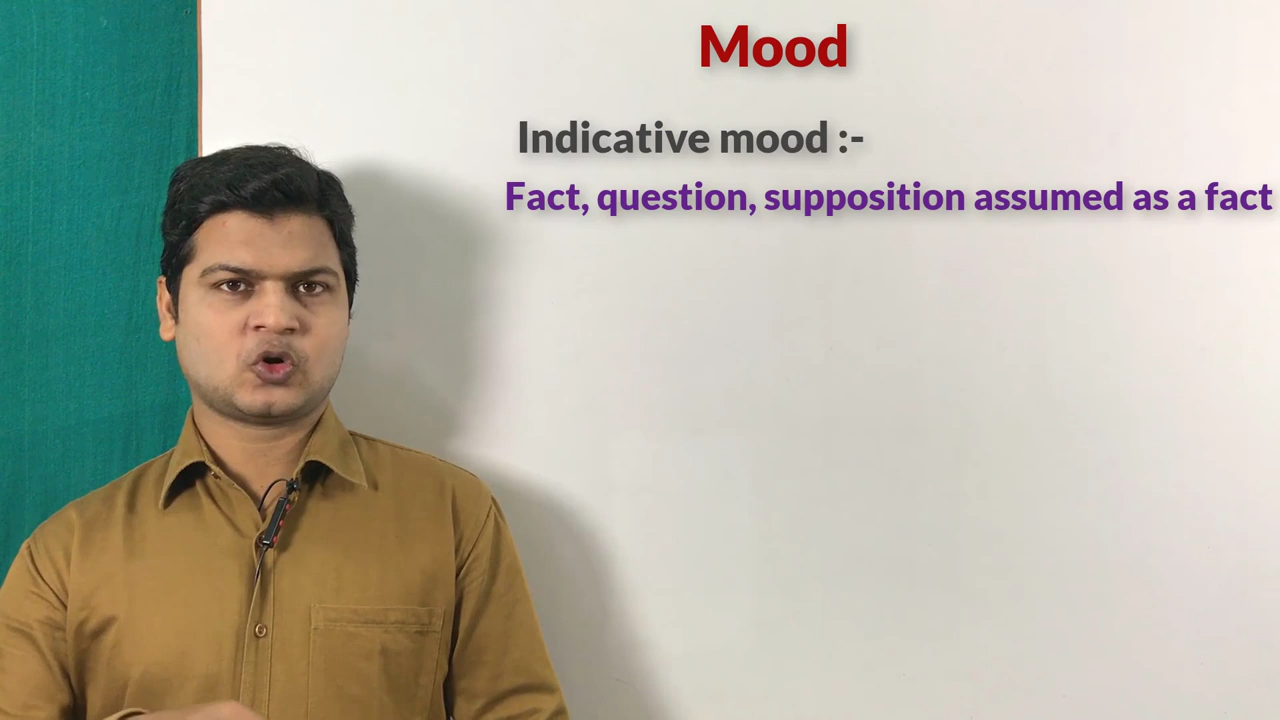 Mood
Indicative mood :-
Fact, question, supposition assumed as a fact